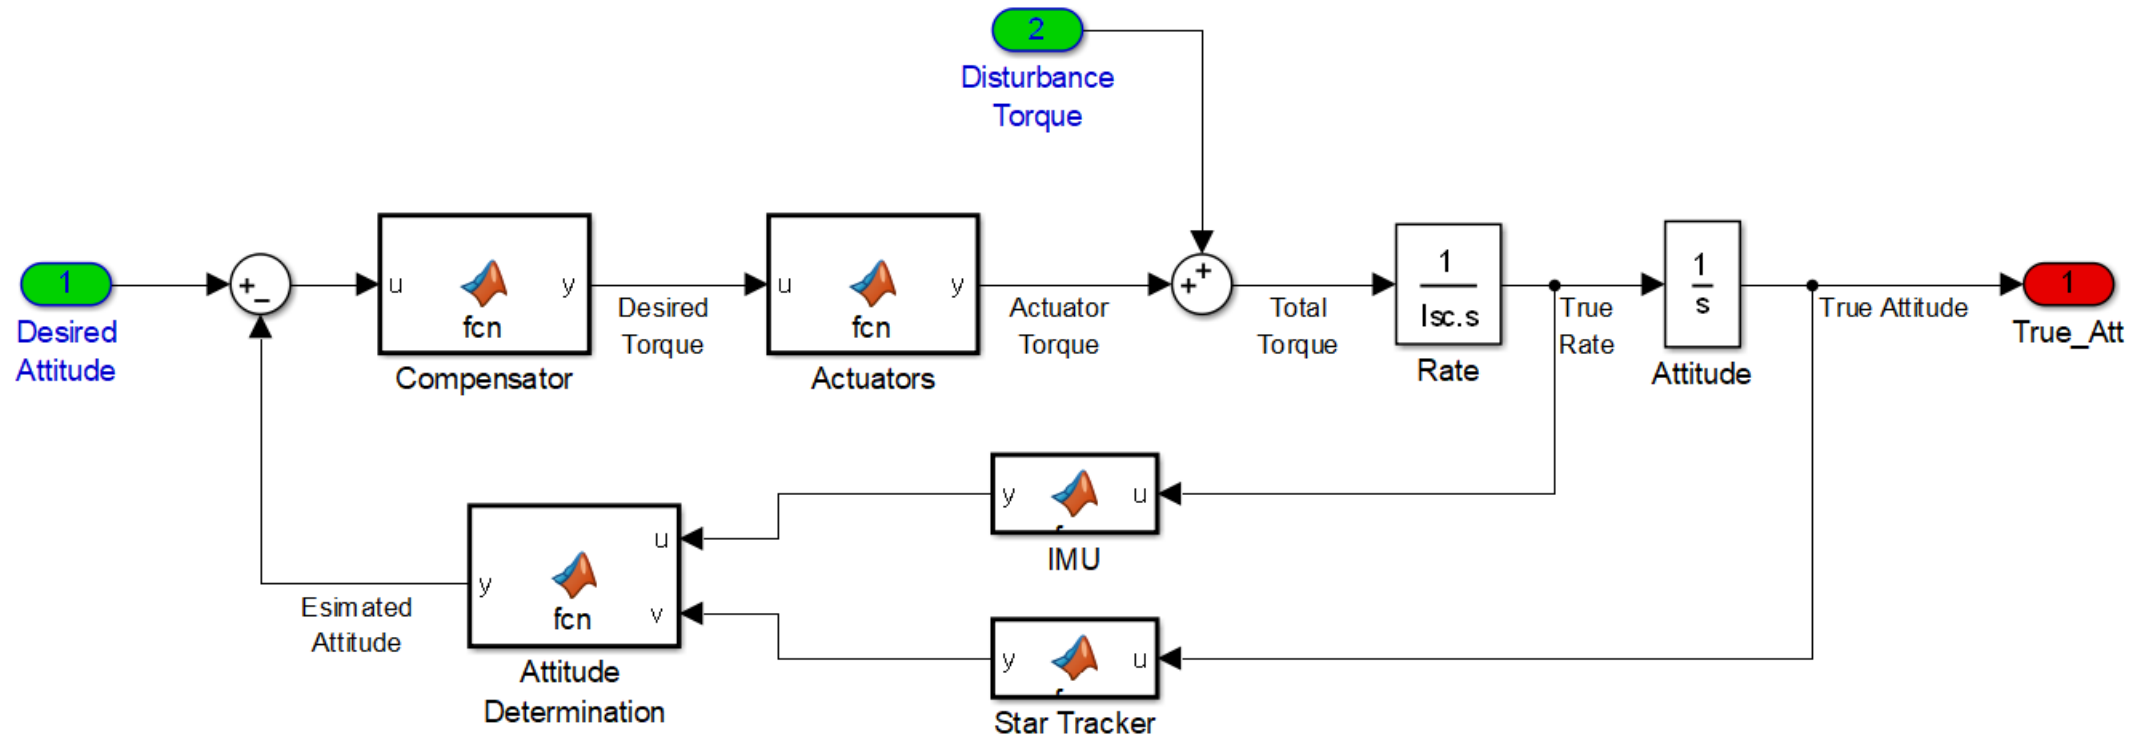 2
Disturbance
Torque
1
Desired
Attitude
+
−
u
fcn
y
Compensator
Desired
Torque
u
fcn
y
Actuators
Actuator
Torque
+
+
Total
Torque
1
Isc.s
Rate
True
Rate
1
s
Attitude
True Attitude
1
True_Att
y
u
IMU
u
y
v
fcn
Attitude
Determination
Esimated
Attitude
y
u
Star Tracker